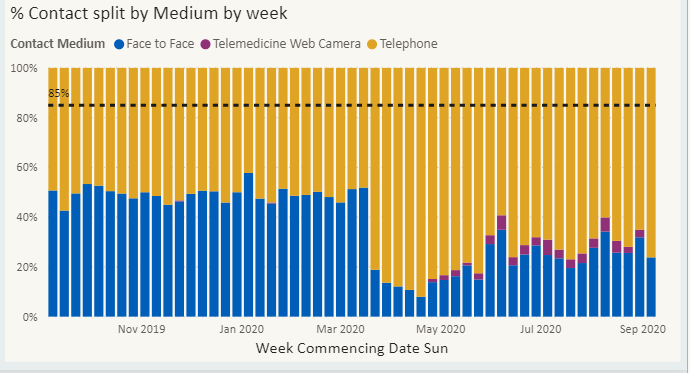 % Contact split by Medium by week
Contact Medium Face to Face Telemedicine Web Camera Telephone
100%
85%
80%
60%
40%
20%
0%
Nov 2019 Jan 2020 Mar 2020 May 2020 Jul 2020 Sep 2020
Week Commencing Date Sun